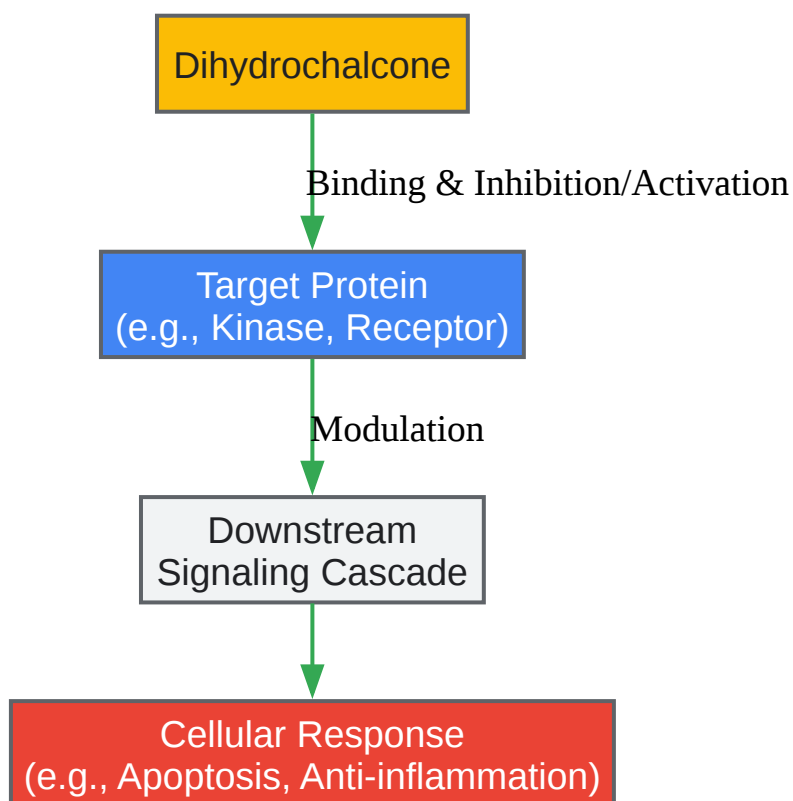 Dihydrochalcone
Binding & Inhibition/Activation
Target Protein
(e.g., Kinase, Receptor)
Modulation
Downstream
Signaling Cascade
Cellular Response
(e.g., Apoptosis, Anti-inflammation)